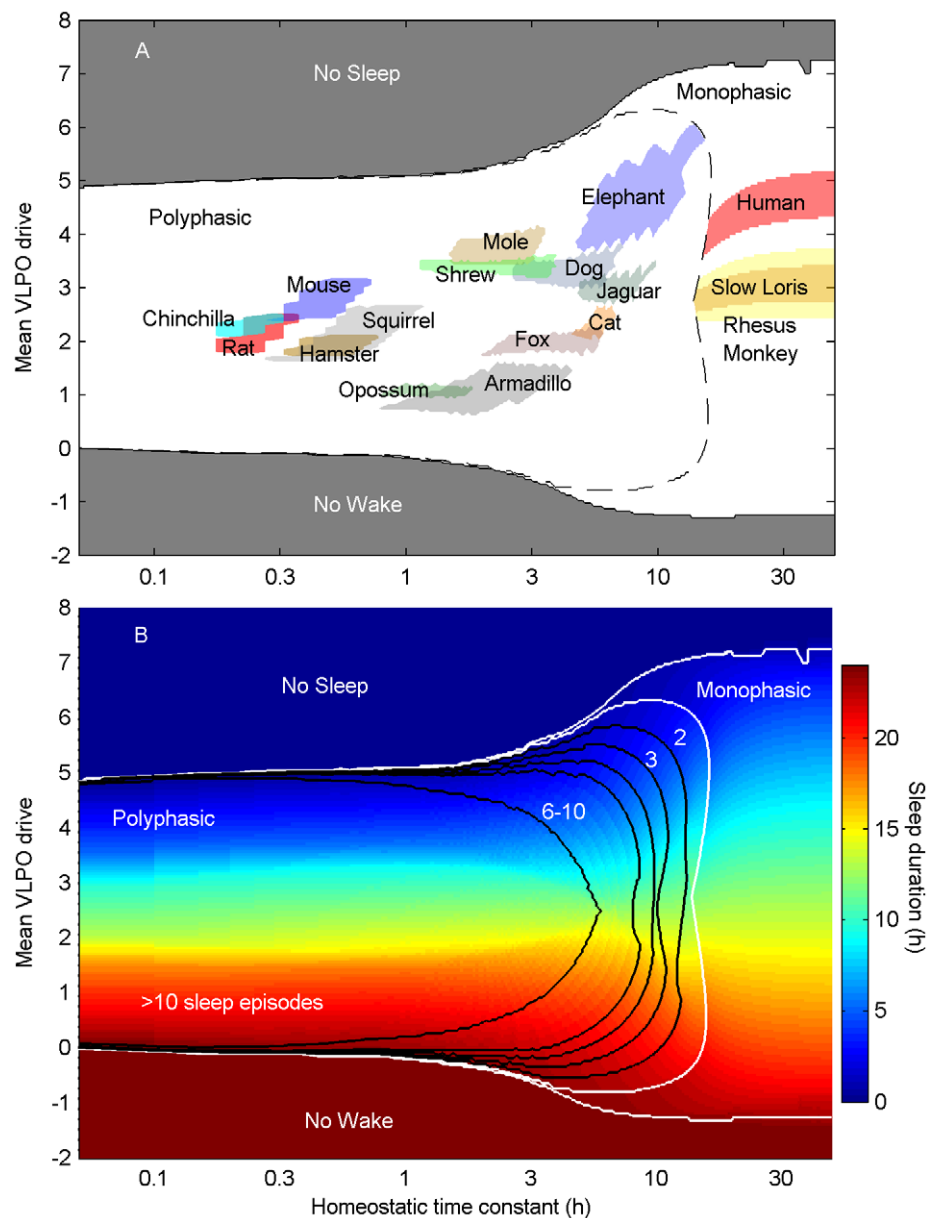 A
No Sleep
Monophasic
Polyphasic
Elephant
Human
Mole
Shrew
Dog
Mouse
Jaguar
Slow Loris
Chinchilla
Squirrel
Cat
Rhesus
Monkey
Rat
Hamster
Fox
Opossum
Armadillo
No Wake
Mean VLPO drive
8
7
6
5
4
3
2
1
0
-1
-2
0.1
0.3
1
3
10
30
B
No Sleep
Monophasic
2
3
6-10
Polyphasic
>10 sleep episodes
No Wake
Mean VLPO drive
8
7
6
5
4
3
2
1
0
-1
-2
0.1
0.3
1
3
10
30
Homeostatic time constant (h)
20
15
10
5
0
Sleep duration (h)